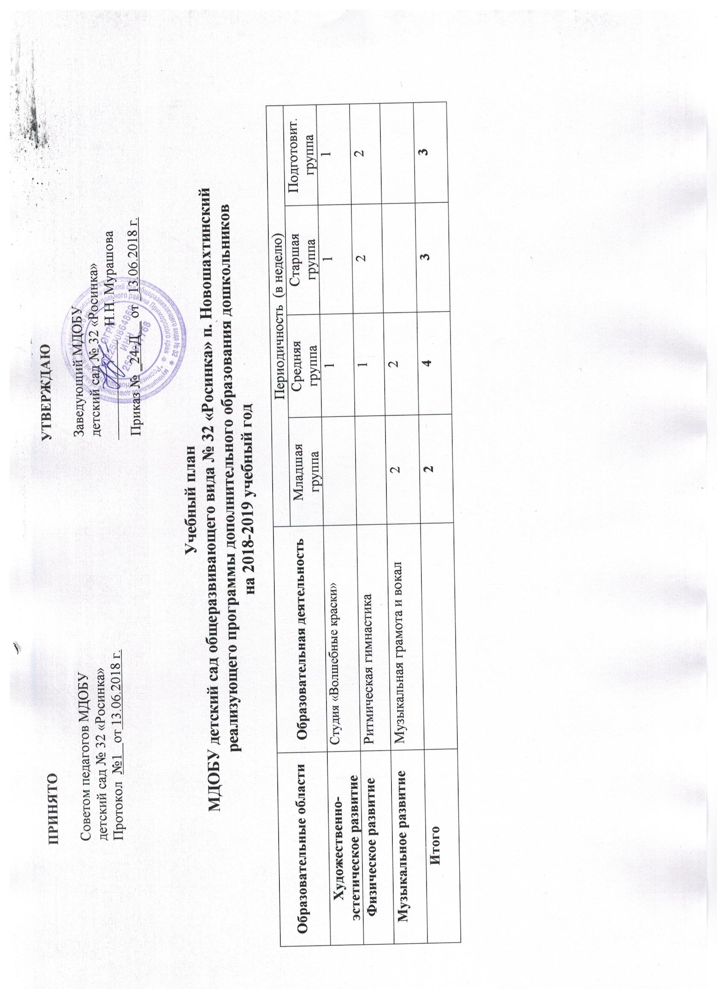 ПРИНЯТО
Советом педагогов МДОБУ
детский сад № 32 «Росинка»
Протокол №1 от 13.06.2018 г.
УТВЕРЖДАЮ
Заведующий МДОБУ
детский сад № 32 «Росинка»
Н.Н.Мурашова
Приказ № 24-Д от 13.06.2018 г.
Учебный план
МДОБУ детский сад общеразвивающего вида № 32 «Росинка» п. Новошахтинский
реализующего программы дополнительного образования дошкольников
на 2018-2019 учебный год
Образовательные области Образовательная деятельность Периодичность (в неделю)
Младшая группа Средняя группа Старшая группа Подготовит. группа
Художественно-
эстетическое развитие Студия «Волшебные краски» 1 1 1
Физическое развитие Ритмическая гимнастика 1 2 2
Музыкальное развитие Музыкальная грамота и вокал 2 2
Итого 2 4 3 3